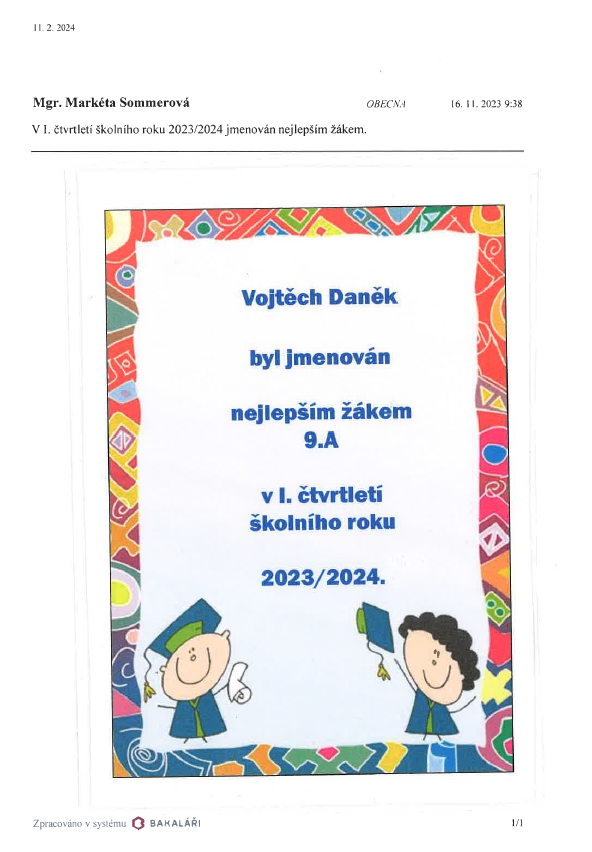 11. 2. 2024
Mgr. Markéta Sommerová OBECNÁ 16. 11. 2023 9:38
V I. čtvrtletí školního roku 2023/2024 jmenován nejlepším žákem.
Vojtěch Daněk
byl jmenován
nejlepším žákem
9.A
v I. čtvrtletí
školního roku
2023/2024.
Zpracováno v systému BAKALÁŘI 1/1